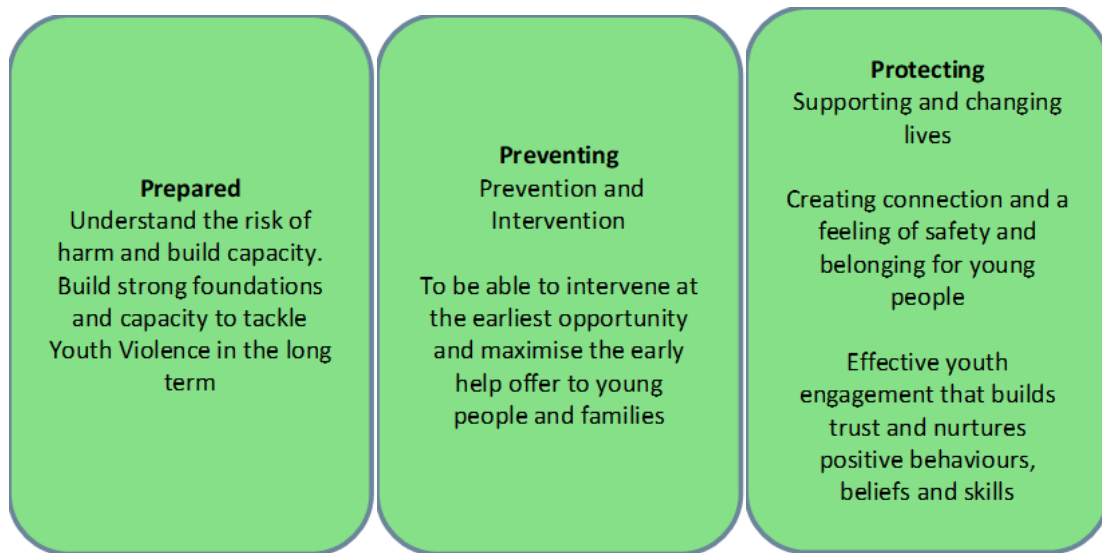 Prepared
Understand the risk of
harm and build capacity.
Build strong foundations
and capacity to tackle
Youth Violence in the long
term
Preventing
Prevention and
Intervention
To be able to intervene at
the earliest opportunity
and maximise the early
help offer to young
people and families
Protecting
Supporting and changing
lives
Creating connection and a
feeling of safety and
belonging for young
people
Effective youth
engagement that builds
trust and nurtures
positive behaviours,
beliefs and skills